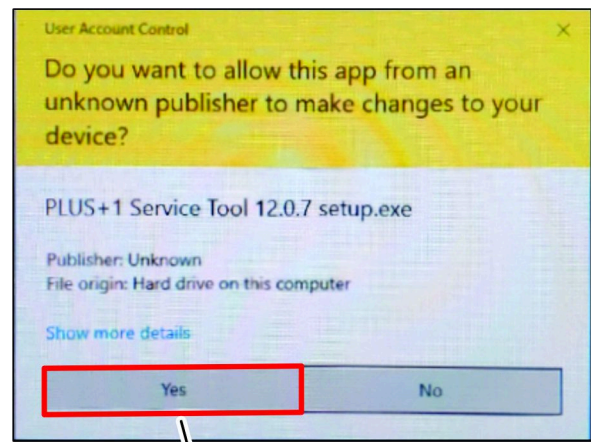 User Account Control
Do you want to allow this app from an
unknown publisher to make changes to your
device?
PLUS+1 Service Tool 12.0.7 setup.exe
Publisher: Unknown
File origin: Hard drive on this computer
Show more details
Yes
No